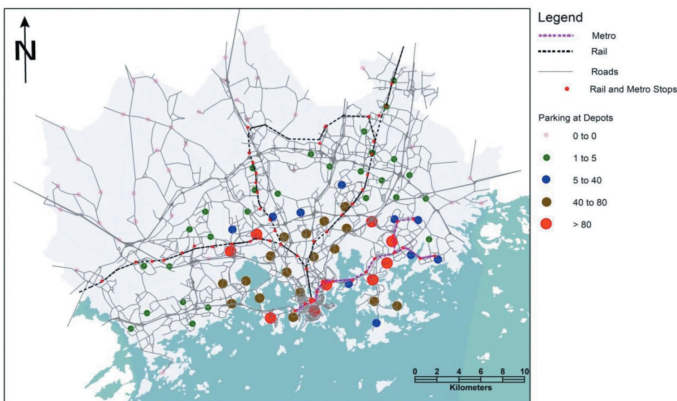 N
Legend
Metro
Rail
Roads
Rail and Metro Stops
Parking at Depots
0 to 0
1 to 5
5 to 40
40 to 80
> 80
0 2 4 6 8 10
Kilometers